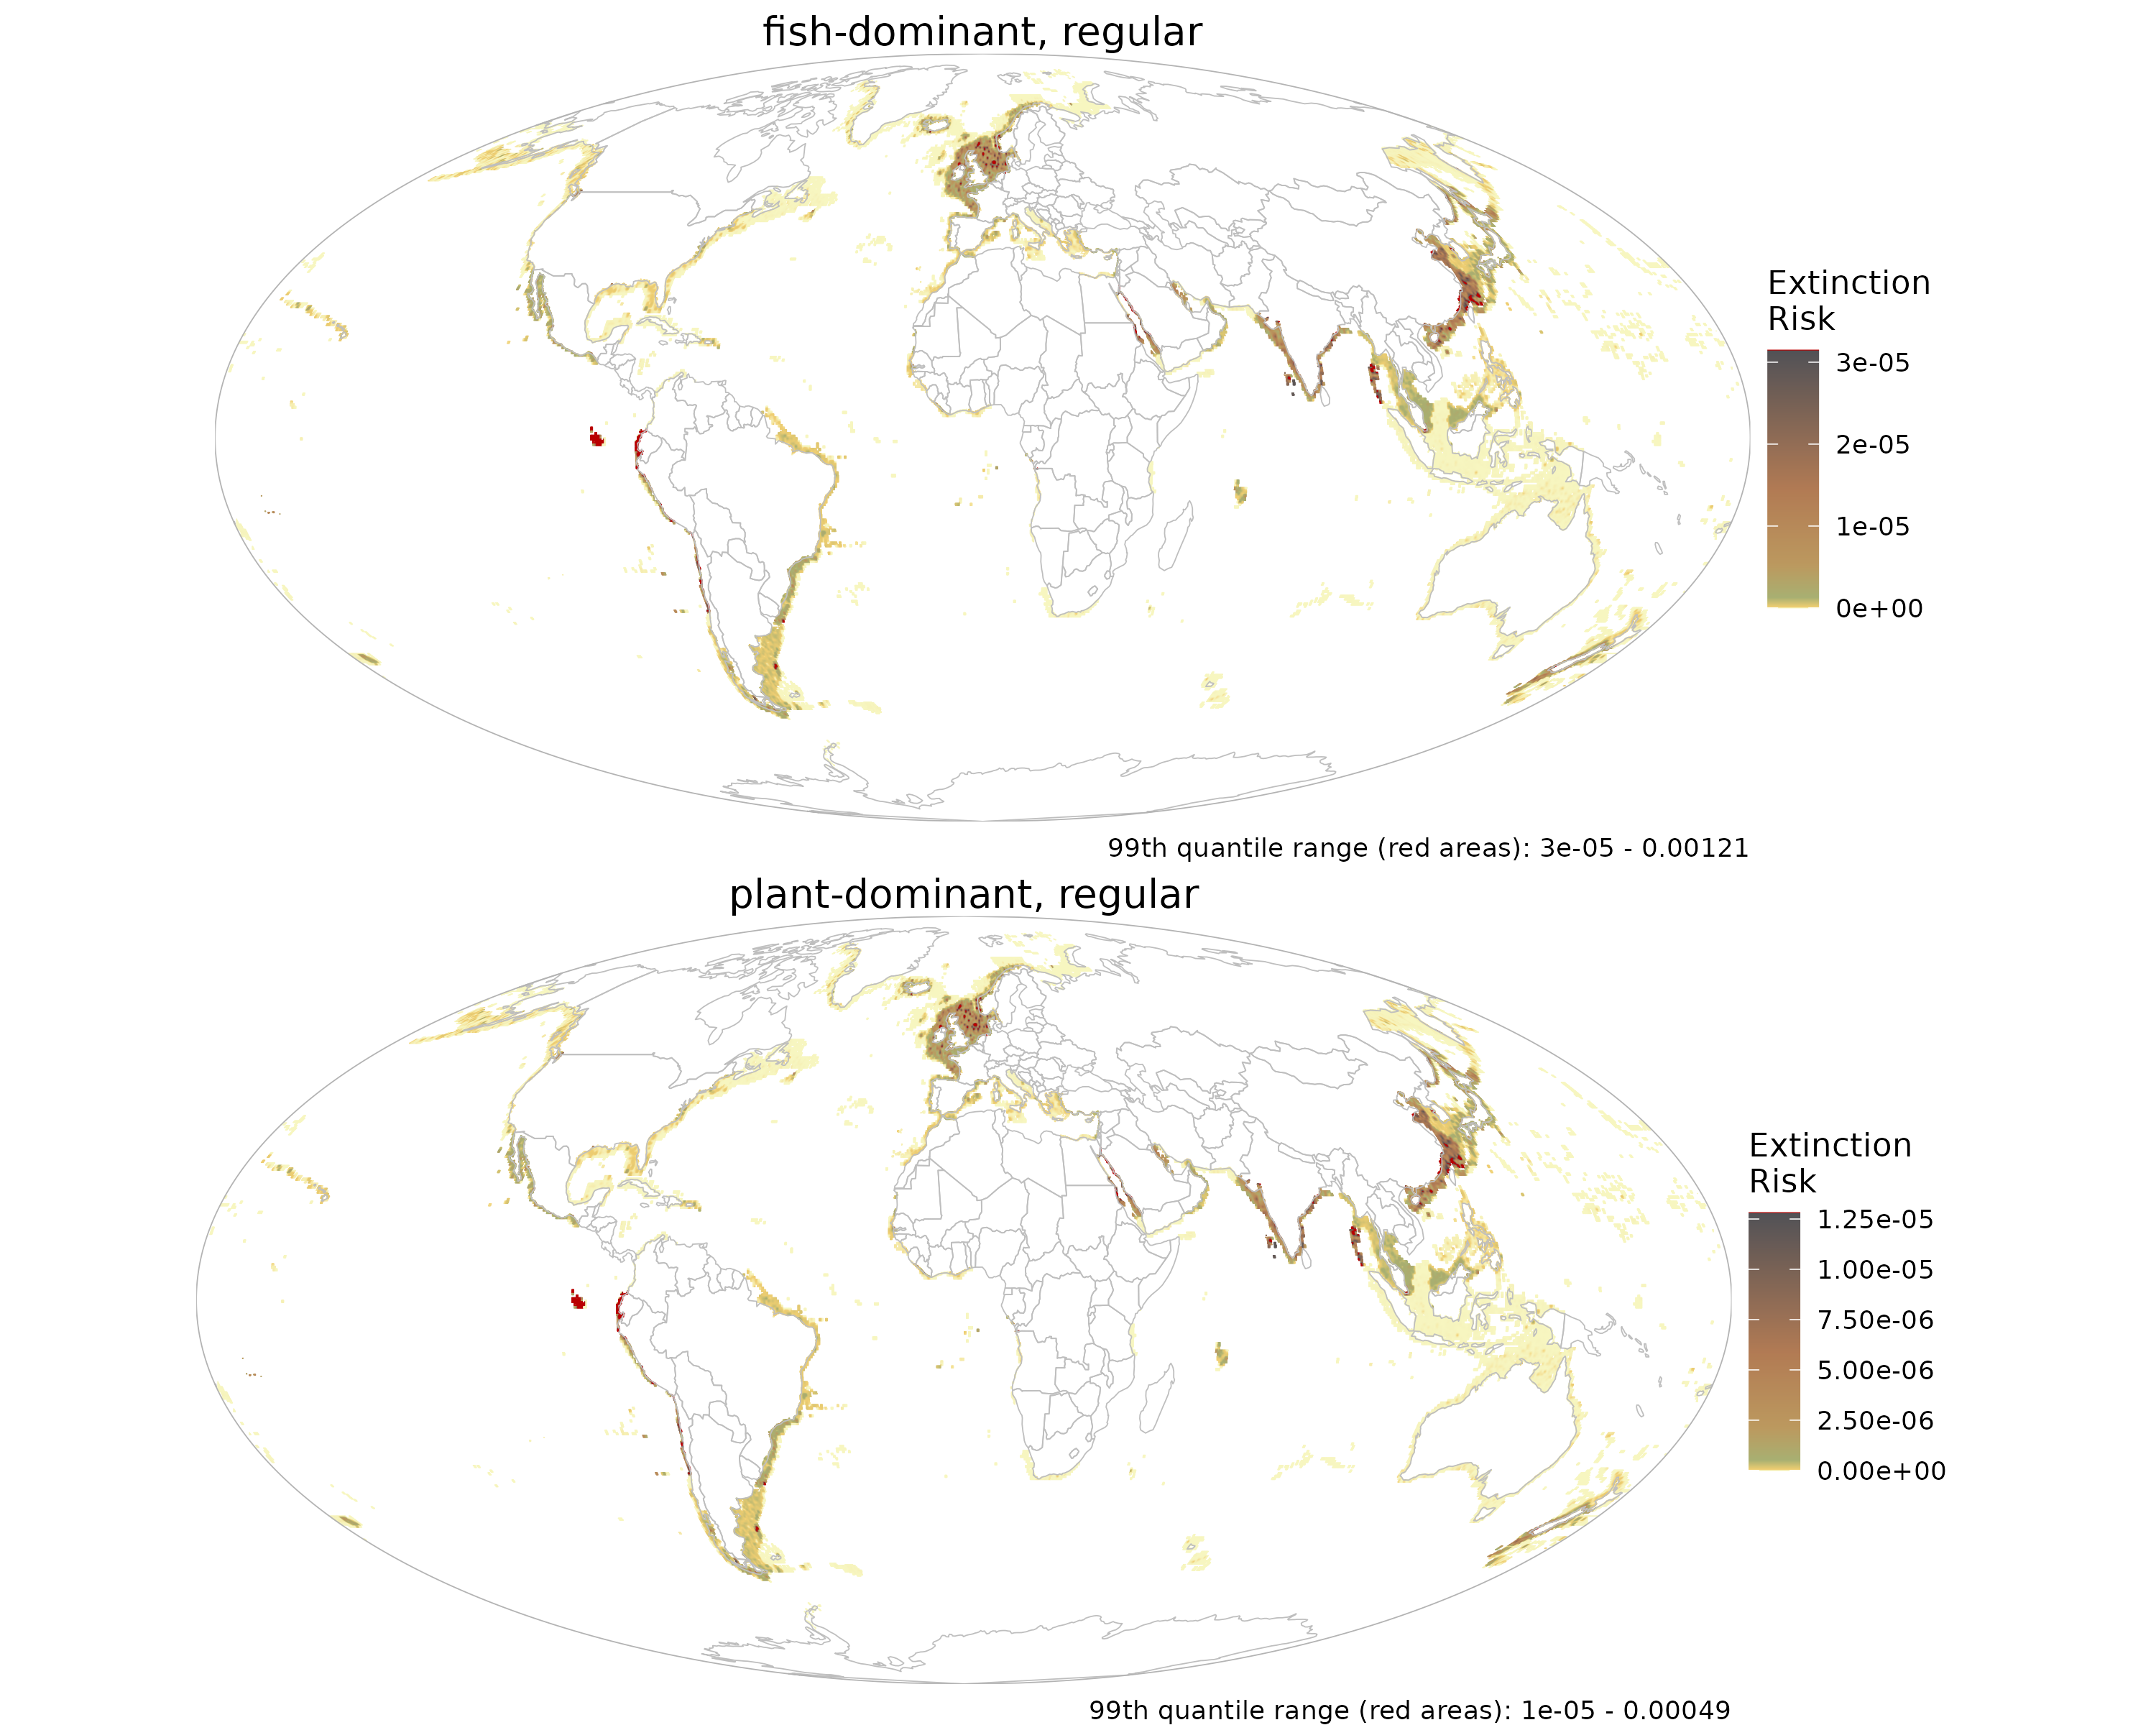 fish-dominant, regular
Extinction
Risk
3e-05
2e-05
1e-05
0e+00
99th quantile range (red areas): 3e-05 - 0.00121
plant-dominant, regular
Extinction
Risk
1.25e-05
1.00e-05
7.50e-06
5.00e-06
2.50e-06
0.00e+00
99th quantile range (red areas): 1e-05 - 0.00049